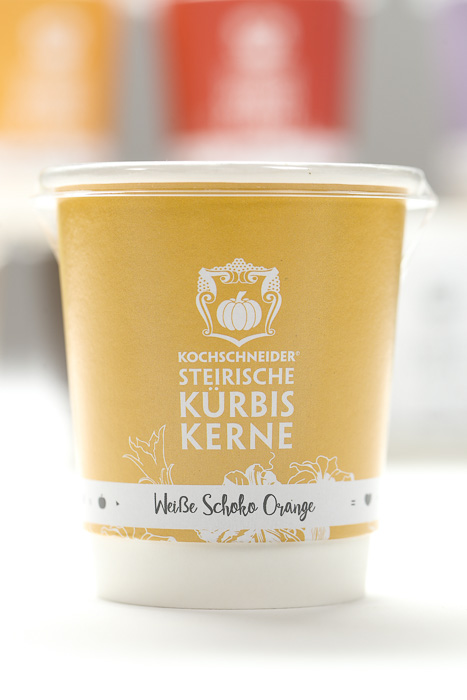 KOCHSCHNEIDER®
STEIRISCHE
KÜRBIS
KERNE
Weiße Schoko Orange